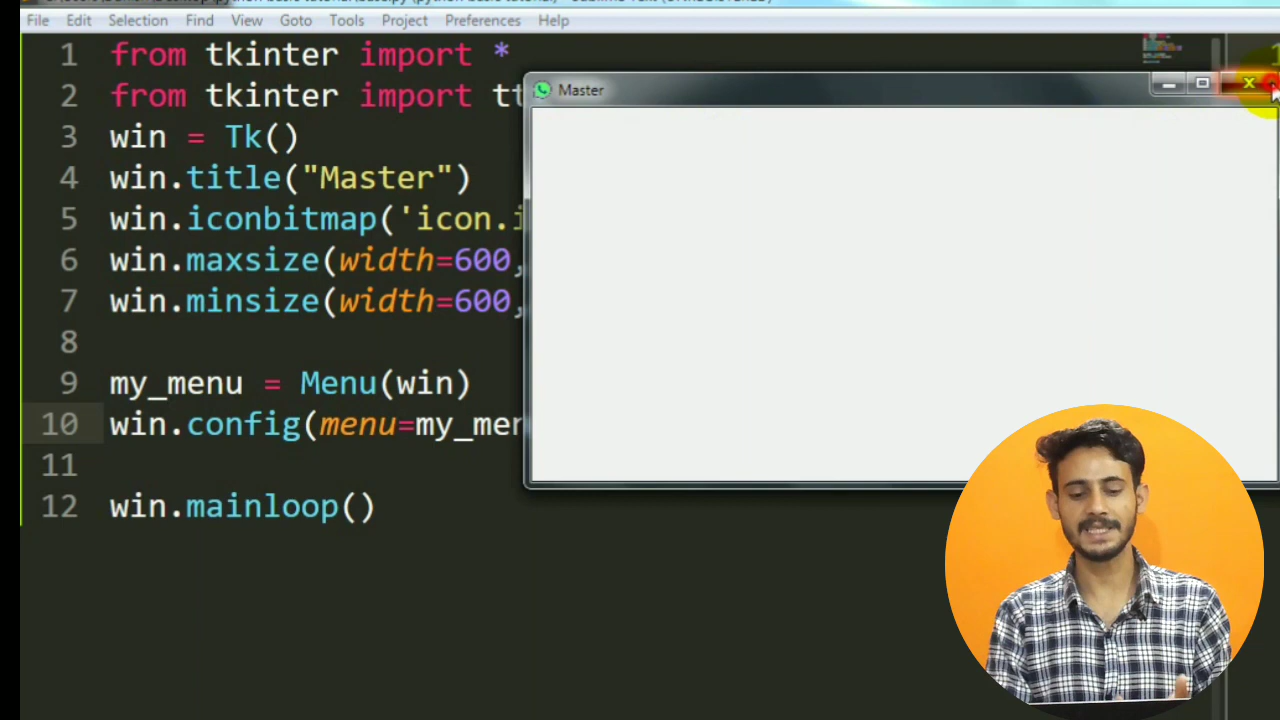 File Edit Selection Find View Goto Tools Project Preferences Help
1 from tkinter import *
2 from tkinter import
3 win = Tk()
4 win.title("Master")
5 win.iconbitmap('icon.
6 win.maxsize(width=600,
7 win.minsize(width=600,
8
9 my_menu = Menu(win)
10 win.config(menu=
11
12 win.mainloop()
Master